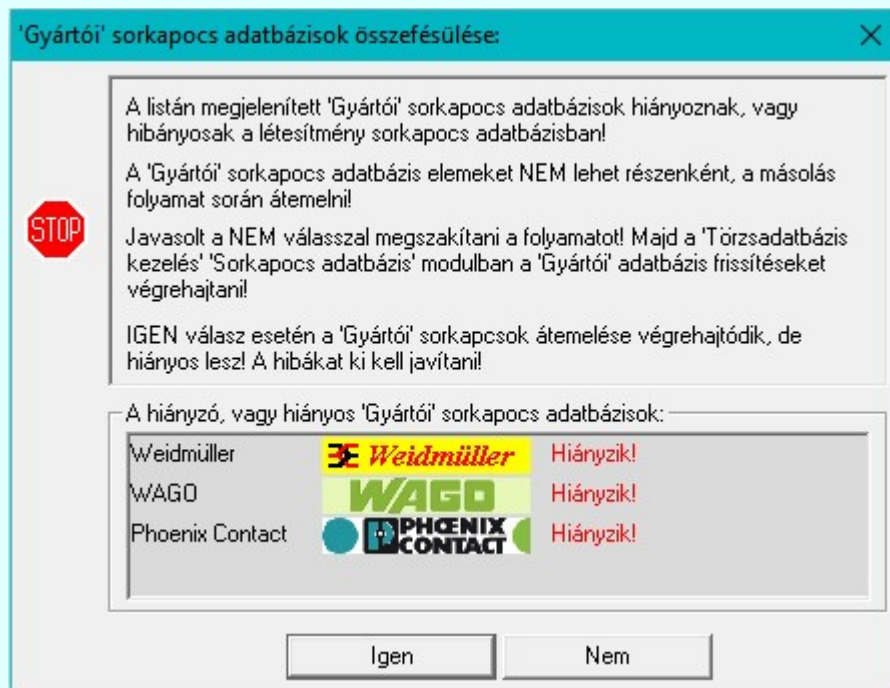 'Gyártói' sorkapocs adatbázisok összefésülése:
A listán megjelenített 'Gyártói' sorkapocs adatbázisok hiányoznak, vagy
hibányosak a létesítmény sorkapocs adatbázisban!
A 'Gyártói' sorkapocs adatbázis elemeket NEM lehet részenként, a másolás
folyamat során átemelni!
STOP
Javasolt a NEM válasszal megszakítani a folyamatot! Majd a 'Törzsadatbázis
kezelés' 'Sorkapocs adatbázis' modulban a 'Gyártói' adatbázis frissítéseket
végrehajtani!
IGEN válasz esetén a 'Gyártói' sorkapcsok átemelése végrehajtódik, de
hiányos lesz! A hibákat ki kell javítani!
A hiányzó, vagy hiányos 'Gyártói' sorkapocs adatbázisok:
Weidmüller Weidmüller Hiányzik!
WAGO WAGO Hiányzik!
Phoenix Contact PHŒNIX CONTACT Hiányzik!
Igen Nem